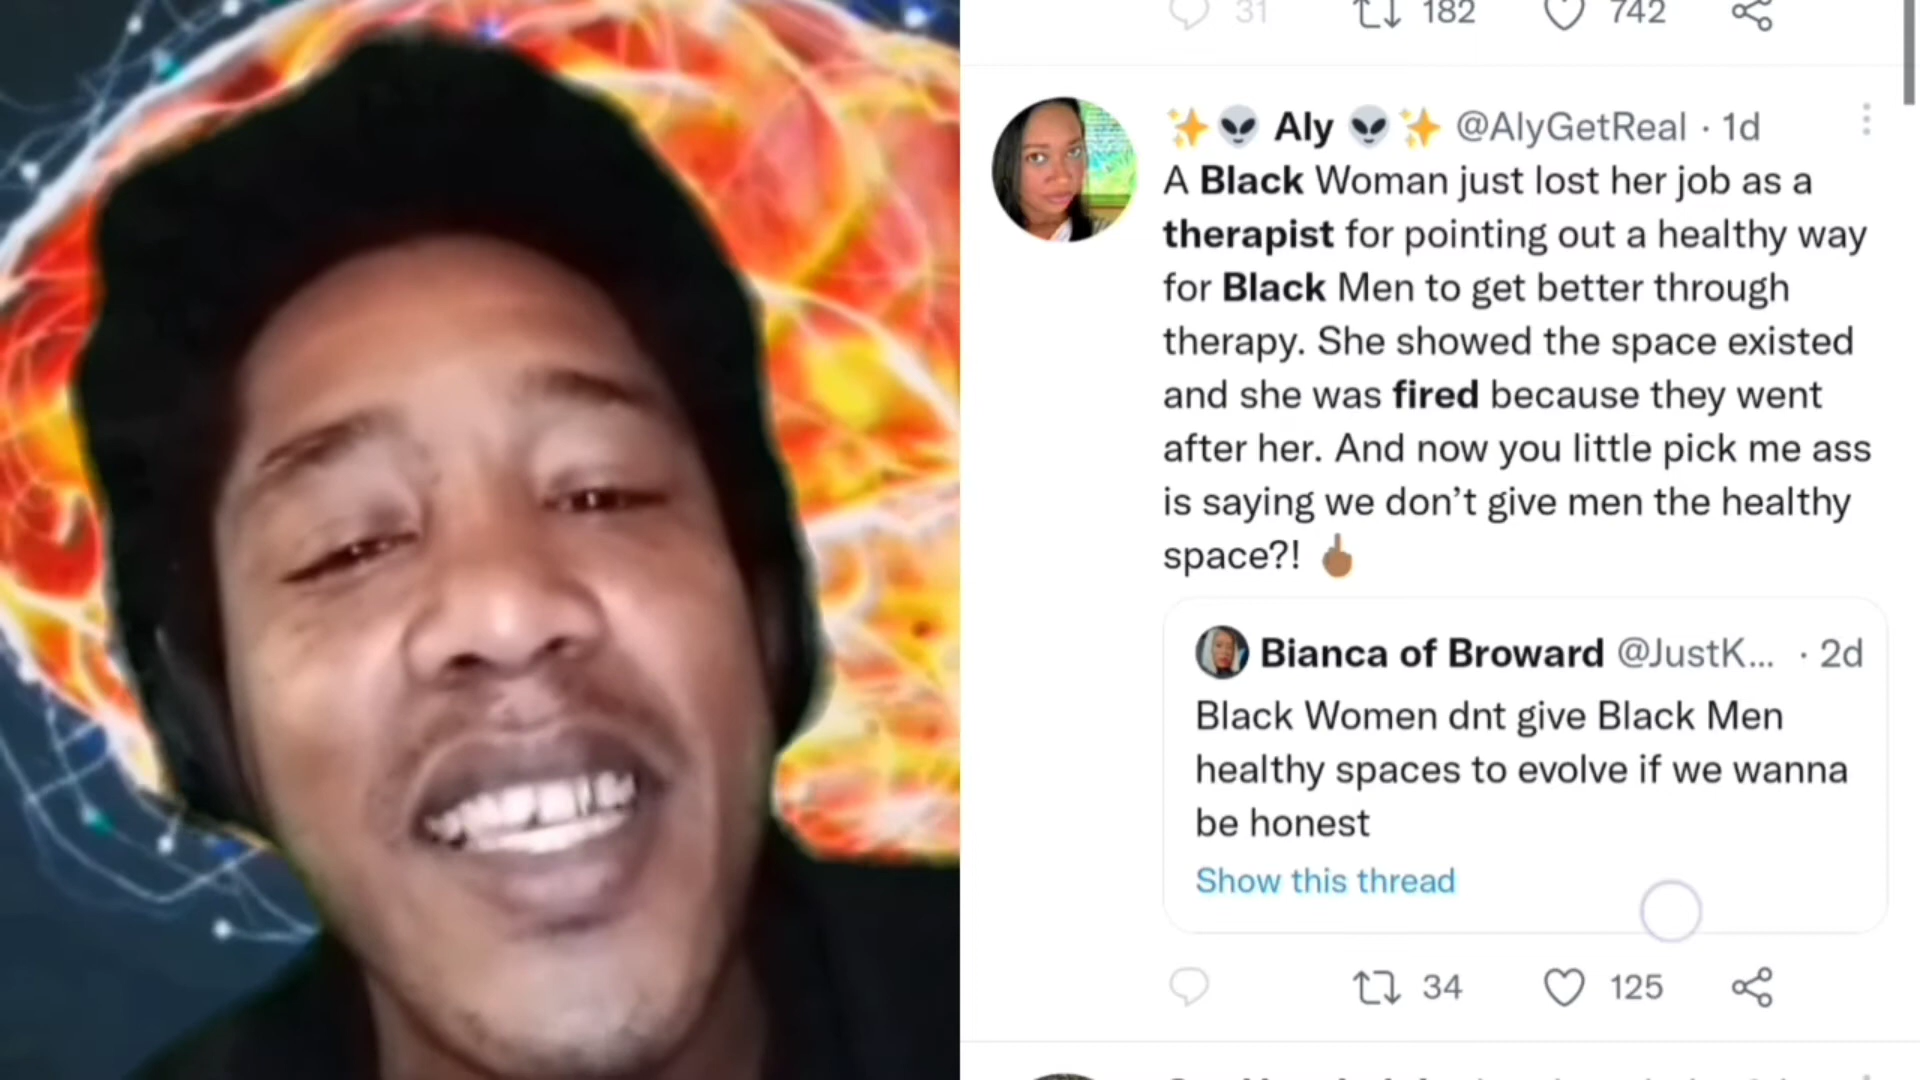 31 182 742
✨👽 Aly 👽✨ @AlyGetReal · 1d
A Black Woman just lost her job as a
therapist for pointing out a healthy way
for Black Men to get better through
therapy. She showed the space existed
and she was fired because they went
after her. And now you little pick me ass
is saying we don’t give men the healthy
space?! 🖕🏽
Bianca of Broward @JustK... · 2d
Black Women dnt give Black Men
healthy spaces to evolve if we wanna
be honest
Show this thread
34 125